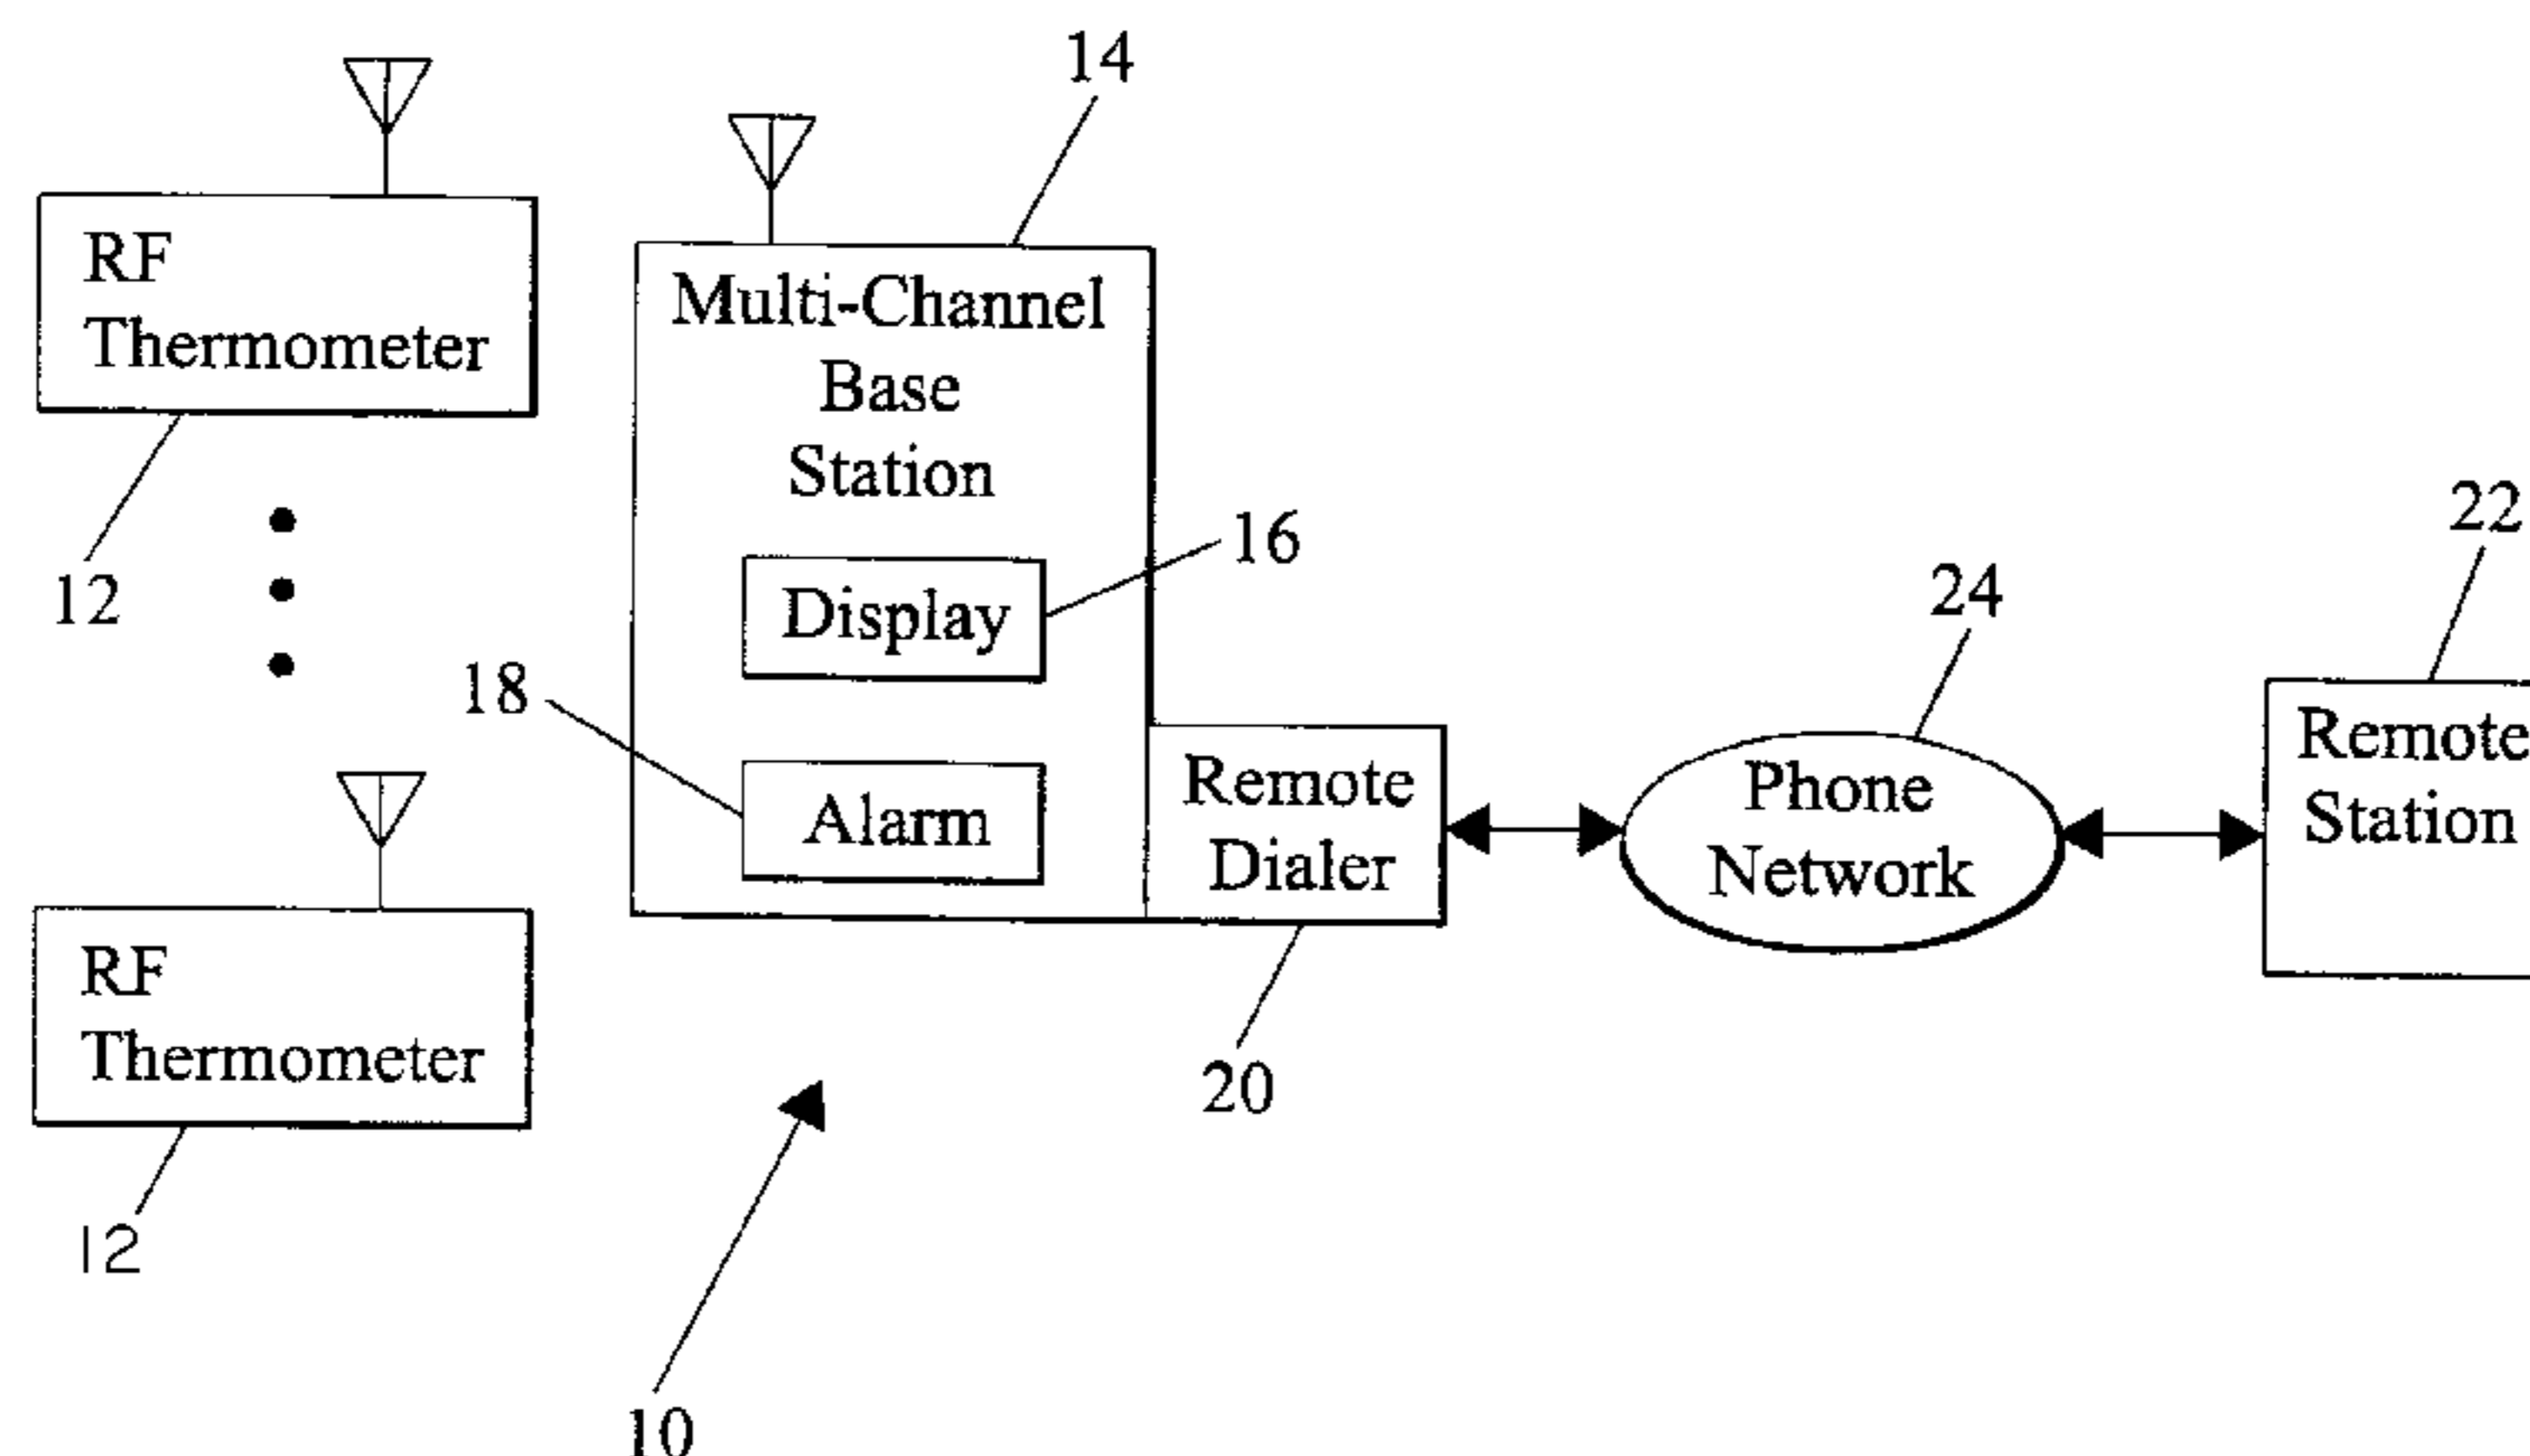 14
RF
Thermometer
12
Multi-Channel
Base
Station
16
Display
18
Alarm
Remote
Dialer
20
24
Phone
Network
22
Remote
Station
RF
Thermometer
12
10